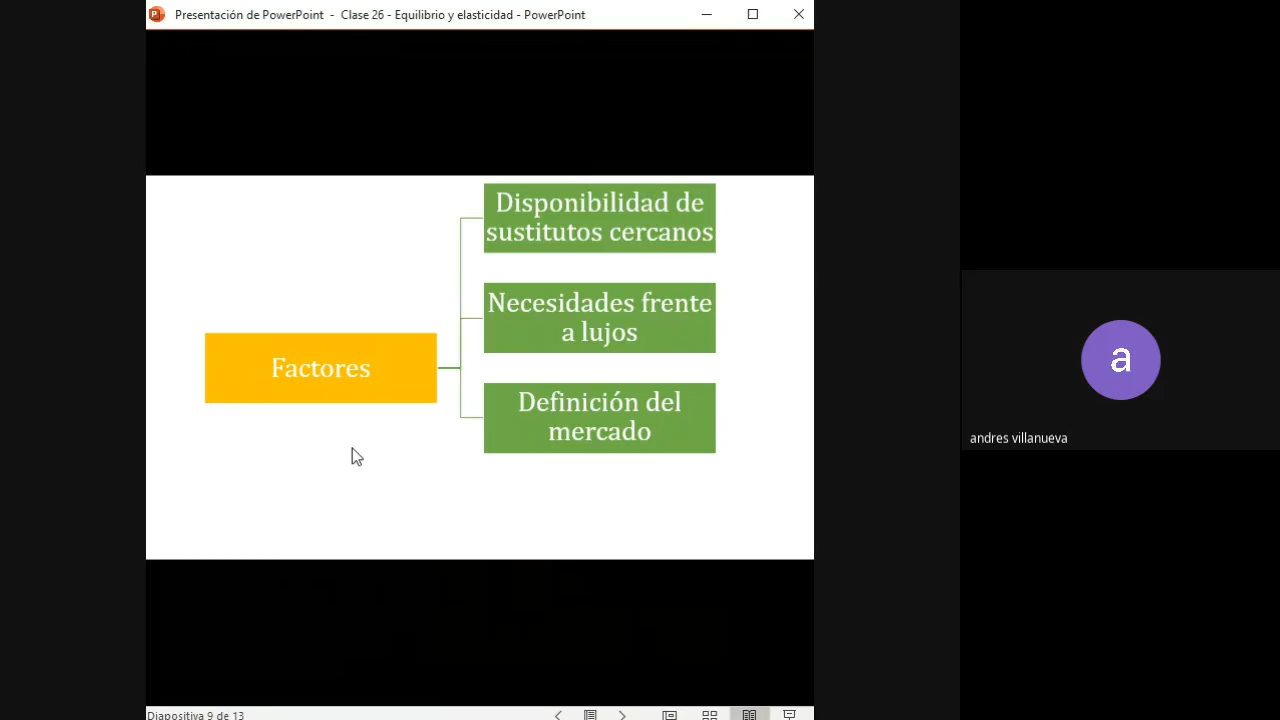 Presentación de PowerPoint - Clase 26 - Equilibrio y elasticidad - PowerPoint
Disponibilidad de
sustitutos cercanos
Necesidades frente
a lujos
Factores
Definición del
mercado
a
andres villanueva
Diapositiva 9 de 13